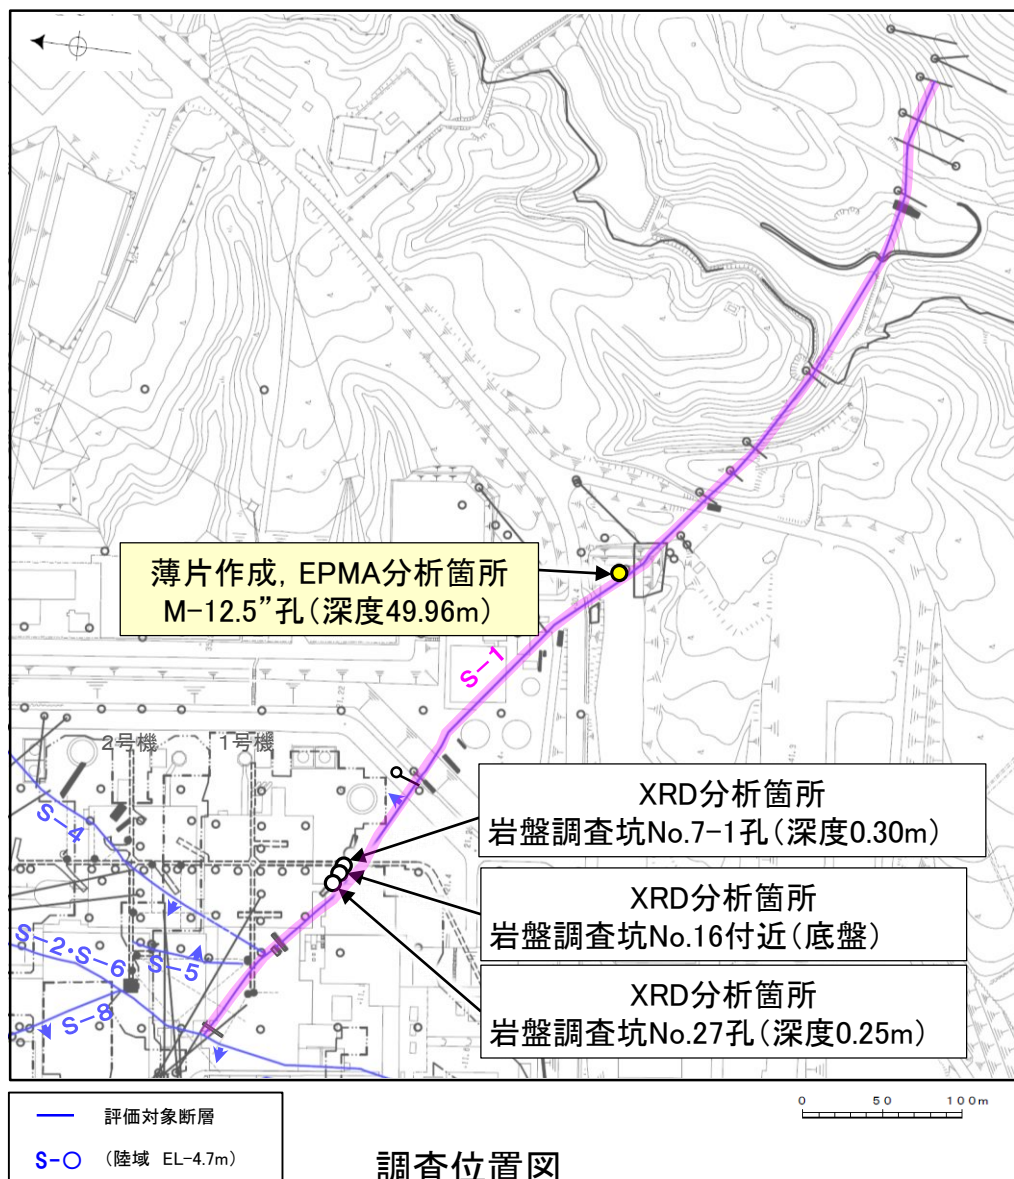 薄片作成, EPMA分析箇所
M-12.5”孔(深度49.96m)
S-1
2号機
1号機
S-4
XRD分析箇所
岩盤調査坑No.7-1孔(深度0.30m)
XRD分析箇所
岩盤調査坑No.16付近(底盤)
S-2・S-6
S-5
S-8
XRD分析箇所
岩盤調査坑No.27孔(深度0.25m)
評価対象断層
S-○ (陸域 EL-4.7m)
0 50 100m
調査位置図